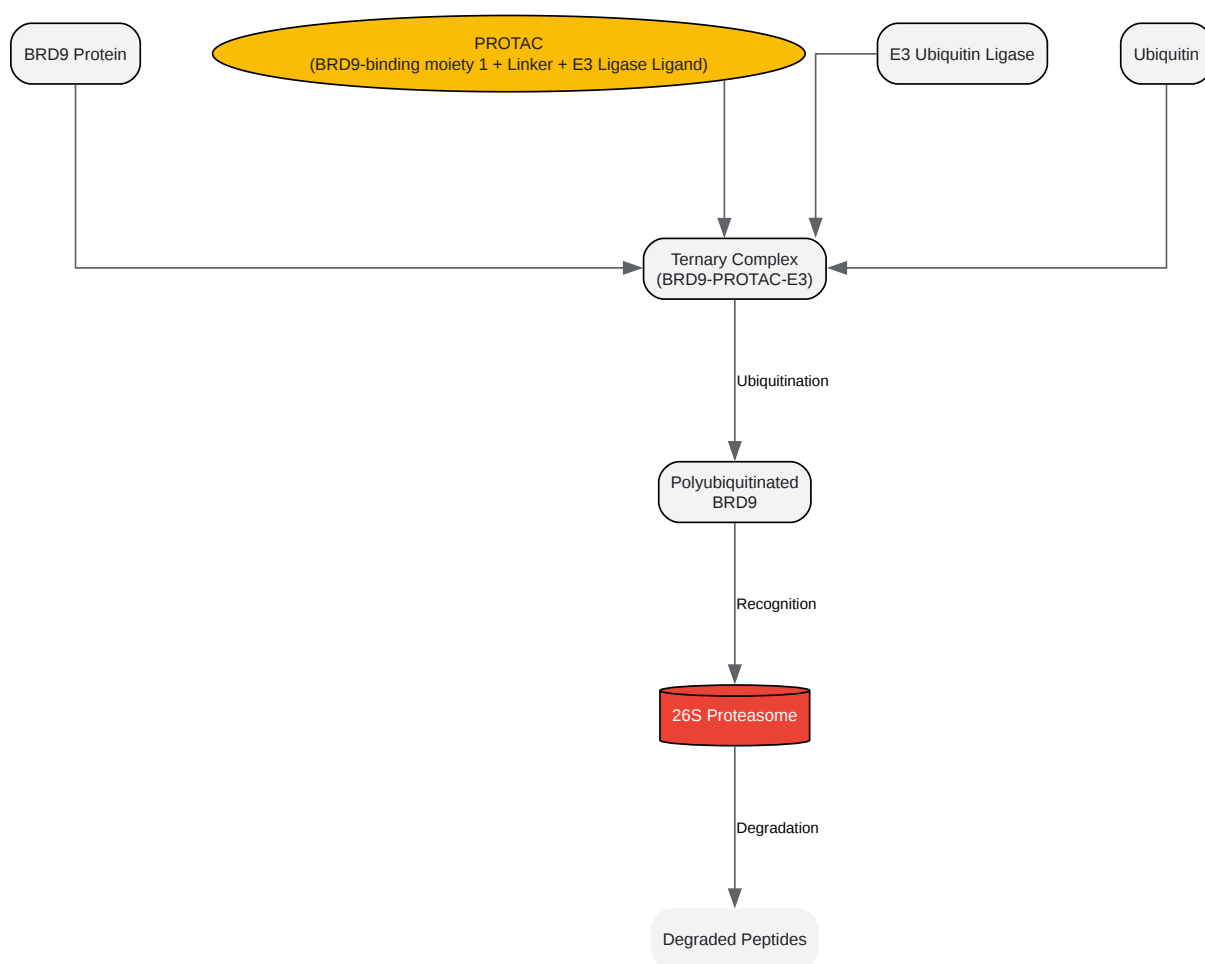 BRD9 Protein
PROTAC
(BRD9-binding moiety 1 + Linker + E3 Ligase Ligand)
E3 Ubiquitin Ligase
Ubiquitin
Ternary Complex
(BRD9-PROTAC-E3)
Ubiquitination
Polyubiquitinated
BRD9
Recognition
26S Proteasome
Degradation
Degraded Peptides